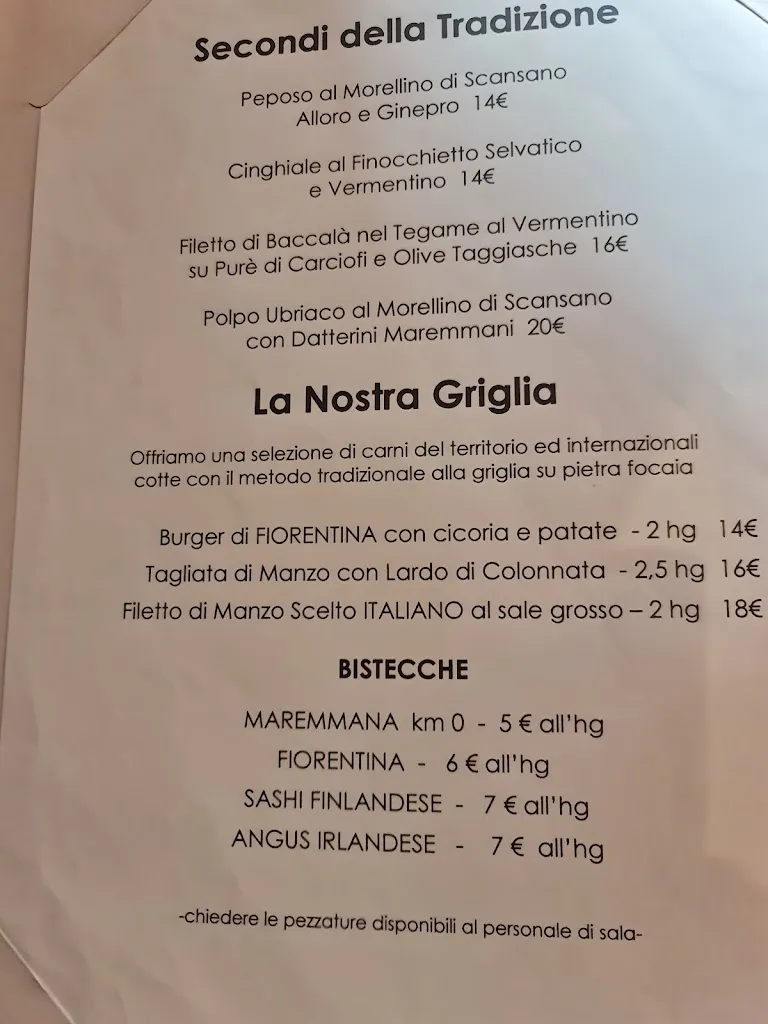 Secondi della Tradizione
Peposo al Morellino di Scansano
Alloro e Ginepro 14€
Cinghiale al Finocchietto Selvatico
e Vermentino 14€
Filetto di Baccalà nel Tegame al Vermentino
su Purè di Carciofi e Olive Taggiasche 16€
Polpo Ubriaco al Morellino di Scansano
con Datterini Maremmani 20€
La Nostra Griglia
Offriamo una selezione di carni del territorio ed internazionali
cotte con il metodo tradizionale alla griglia su pietra focaia
Burger di FIORENTINA con cicoria e patate - 2 hg 14€
Tagliata di Manzo con Lardo di Colonnata - 2,5 hg 16€
Filetto di Manzo Scelto ITALIANO al sale grosso – 2 hg 18€
BISTECCHE
MAREMMANA km 0 - 5 € all'hg
FIORENTINA - 6 € all'hg
SASHI FINLANDESE - 7 € all'hg
ANGUS IRLANDESE - 7 € all'hg
-chiedere le pezzature disponibili al personale di sala-